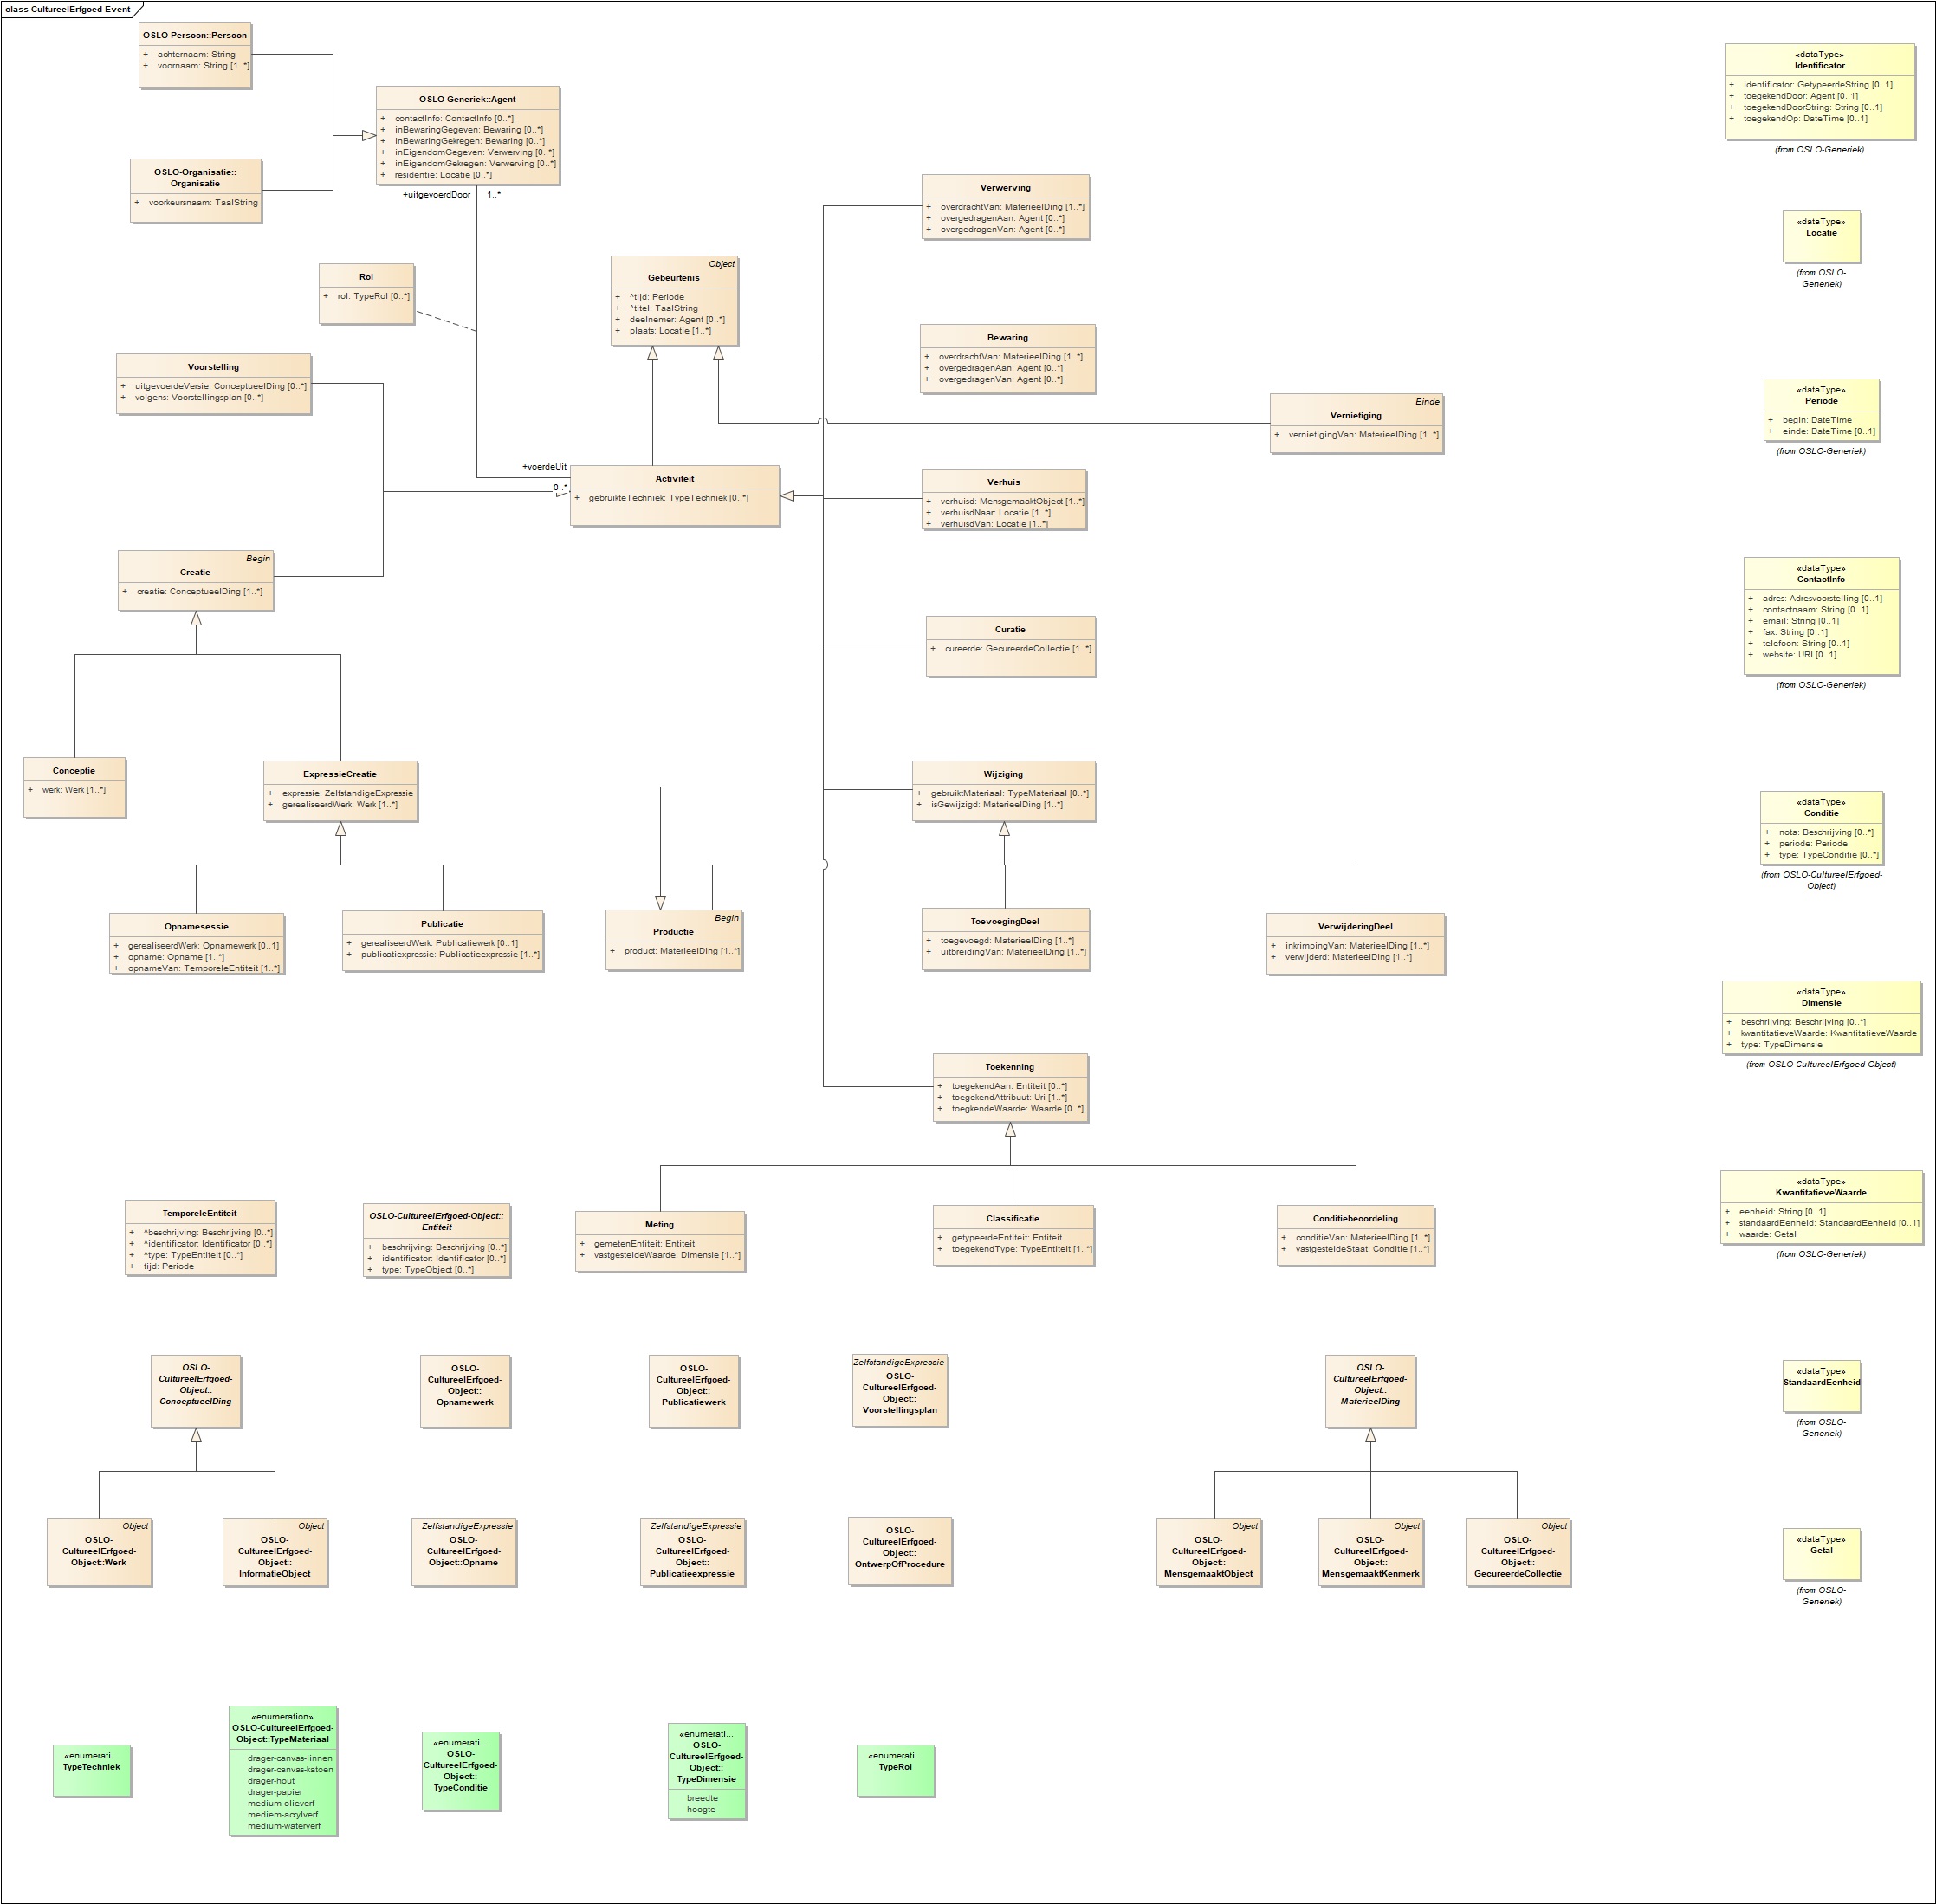 class CultureelErfgoed-Event
OSLO-Persoon::Persoon
+ achternaam: String
+ voornaam: String [1..*]
OSLO-Organisatie::
Organisatie
+ voorkeursnaam: TaalString
OSLO-Generiek::Agent
+ contactInfo: ContactInfo [0..*]
+ inBewaringGegeven: Bewaring [0..*]
+ inBewaringGekregen: Bewaring [0..*]
+ inEigendomGegeven: Verwerving [0..*]
+ inEigendomGekregen: Verwerving [0..*]
+ residentie: Locatie [0..*]
+uitgevoerdDoor 1..*
Rol
+ rol: TypeRol [0..*]
Object
Gebeurtenis
+ ^tijd: Periode
+ ^titel: TaalString
+ deelnemer: Agent [0..*]
+ plaats: Locatie [1..*]
Verwerving
+ overdrachtVan: MaterieelDing [1..*]
+ overgedragenAan: Agent [0..*]
+ overgedragenVan: Agent [0..*]
Bewaring
+ overdrachtVan: MaterieelDing [1..*]
+ overgedragenAan: Agent [0..*]
+ overgedragenVan: Agent [0..*]
Einde
Vernietiging
+ vernietigingVan: MaterieelDing [1..*]
Voorstelling
+ uitgevoerdeVersie: ConceptueelDing [0..*]
+ volgens: Voorstellingsplan [0..*]
+voerdeUit
0..*
Activiteit
+ gebruikteTechniek: TypeTechniek [0..*]
Verhuis
+ verhuisd: MensgemaaktObject [1..*]
+ verhuisdNaar: Locatie [1..*]
+ verhuisdVan: Locatie [1..*]
Begin
Creatie
+ creatie: ConceptueelDing [1..*]
Curatie
+ cureerde: GecureerdeCollectie [1..*]
Conceptie
+ werk: Werk [1..*]
ExpressieCreatie
+ expressie: ZelfstandigeExpressie
+ gerealiseerdWerk: Werk [1..*]
Wijziging
+ gebruiktMateriaal: TypeMateriaal [0..*]
+ isGewijzigd: MaterieelDing [1..*]
Opnamesessie
+ gerealiseerdWerk: Opnamewerk [0..1]
+ opname: Opname [1..*]
+ opnameVan: TemporeleEntiteit [1..*]
Publicatie
+ gerealiseerdWerk: Publicatiewerk [0..1]
+ publicatiexpressie: Publicatieexpressie [1..*]
Begin
Productie
+ product: MaterieelDing [1..*]
ToevoegingDeel
+ toegevoegd: MaterieelDing [1..*]
+ uitbreidingVan: MaterieelDing [1..*]
VerwijderingDeel
+ inkrimpingVan: MaterieelDing [1..*]
+ verwijderd: MaterieelDing [1..*]
Toekenning
+ toegekendAan: Entiteit [0..*]
+ toegekendAttribuut: Uri [1..*]
+ toegkendeWaarde: Waarde [0..*]
TemporeleEntiteit
+ ^beschrijving: Beschrijving [0..*]
+ ^identificator: Identificator [0..*]
+ ^type: TypeEntiteit [0..*]
+ tijd: Periode
OSLO-CultureelErfgoed-Object::
Entiteit
+ beschrijving: Beschrijving [0..*]
+ identificator: Identificator [0..*]
+ type: TypeObject [0..*]
Meting
+ gemetenEntiteit: Entiteit
+ vastgesteldeWaarde: Dimensie [1..*]
Classificatie
+ getypeerdeEntiteit: Entiteit
+ toegekendType: TypeEntiteit [1..*]
Conditiebeoordeling
+ conditieVan: MaterieelDing [1..*]
+ vastgesteldeStaat: Conditie [1..*]
OSLO-
CultureelErfgoed-
Object::
ConceptueelDing
OSLO-
CultureelErfgoed-
Object::
Opnamewerk
OSLO-
CultureelErfgoed-
Object::
Publicatiewerk
ZelfstandigeExpressie
OSLO-
CultureelErfgoed-
Object::
Voorstellingsplan
OSLO-
CultureelErfgoed-
Object::
MaterieelDing
Object
OSLO-
CultureelErfgoed-
Object::Werk
Object
OSLO-
CultureelErfgoed-
Object::
InformatieObject
ZelfstandigeExpressie
OSLO-
CultureelErfgoed-
Object::Opname
ZelfstandigeExpressie
OSLO-
CultureelErfgoed-
Object::
Publicatieexpressie
OSLO-
CultureelErfgoed-
Object::
OntwerpOfProcedure
Object
OSLO-
CultureelErfgoed-
Object::
MensgemaaktObject
Object
OSLO-
CultureelErfgoed-
Object::
MensgemaaktKenmerk
Object
OSLO-
CultureelErfgoed-
Object::
GecureerdeCollectie
«enumerati...
TypeTechniek
«enumeration»
OSLO-CultureelErfgoed-
Object::TypeMateriaal
drager-canvas-linnen
drager-canvas-katoen
drager-hout
drager-papier
medium-olieverf
mediem-acrylverf
medium-waterverf
«enumerati...
OSLO-
CultureelErfgoed-
Object::
TypeConditie
«enumerati...
OSLO-
CultureelErfgoed-
Object::
TypeDimensie
breedte
hoogte
«enumerati...
TypeRol
«dataType»
Identificator
+ identificator: GetypeerdeString [0..1]
+ toegekendDoor: Agent [0..1]
+ toegekendDoorString: String [0..1]
+ toegekendOp: DateTime [0..1]
(from OSLO-Generiek)
«dataType»
Locatie
(from OSLO-
Generiek)
«dataType»
Periode
+ begin: DateTime
+ einde: DateTime [0..1]
(from OSLO-Generiek)
«dataType»
ContactInfo
+ adres: Adresvoorstelling [0..1]
+ contactnaam: String [0..1]
+ email: String [0..1]
+ fax: String [0..1]
+ telefoon: String [0..1]
+ website: URI [0..1]
(from OSLO-Generiek)
«dataType»
Conditie
+ nota: Beschrijving [0..*]
+ periode: Periode
+ type: TypeConditie [0..*]
(from OSLO-CultureelErfgoed-
Object)
«dataType»
Dimensie
+ beschrijving: Beschrijving [0..*]
+ kwantitatieveWaarde: KwantitatieveWaarde
+ type: TypeDimensie
(from OSLO-CultureelErfgoed-Object)
«dataType»
KwantitatieveWaarde
+ eenheid: String [0..1]
+ standaardEenheid: StandaardEenheid [0..1]
+ waarde: Getal
(from OSLO-Generiek)
«dataType»
StandaardEenheid
(from OSLO-
Generiek)
«dataType»
Getal
(from OSLO-
Generiek)